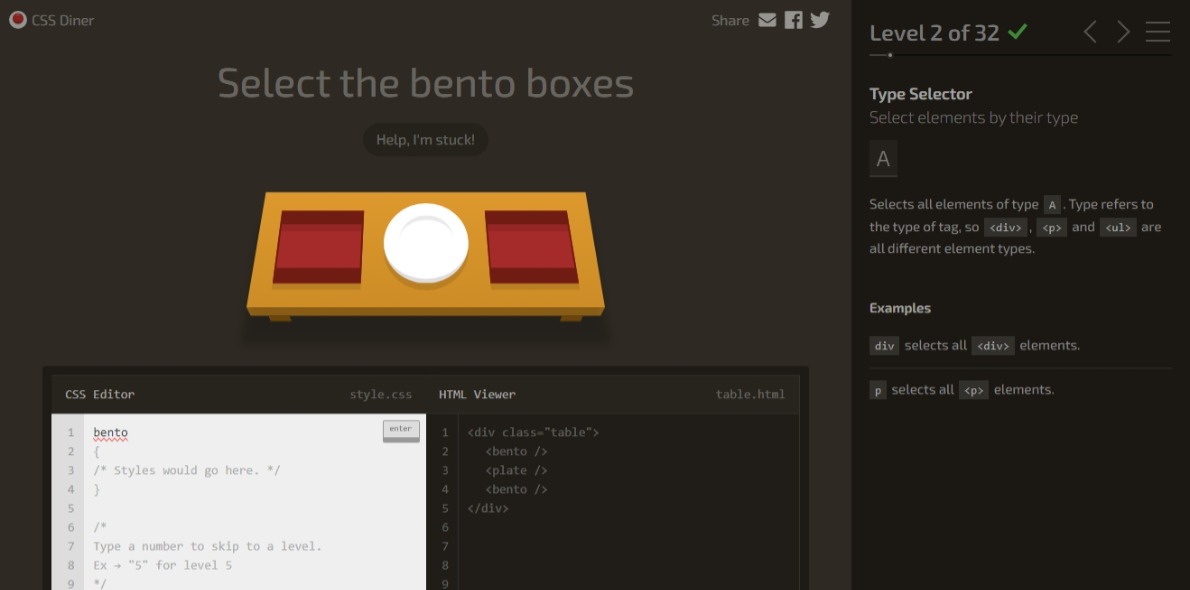 CSS Diner
Share
Select the bento boxes
Help, I'm stuck!
CSS Editor style.css
1 bento
enter
2 {
3 /* Styles would go here. */
4 }
5
6 /*
7 Type a number to skip to a level.
8 Ex → "5" for level 5
9 */
HTML Viewer table.html
1 <div class="table">
2 <bento />
3 <plate />
4 <bento />
5 </div>
6
7
8
9
Level 2 of 32
Type Selector
Select elements by their type
A
Selects all elements of type A . Type refers to
the type of tag, so <div> , <p> and <ul> are
all different element types.
Examples
div selects all <div> elements.
p selects all <p> elements.